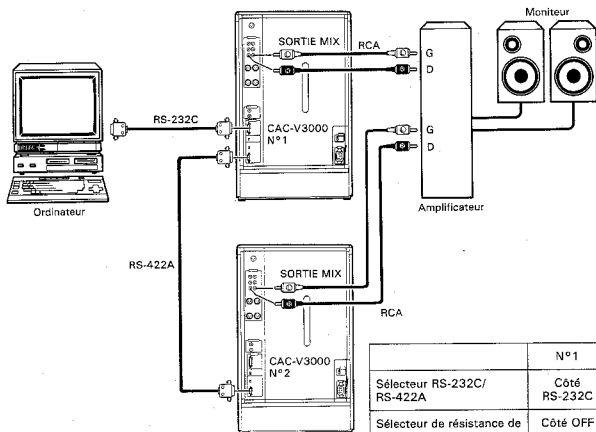 Moniteur
SORTIE MIX
RCA
G
D
RS-232C
CAC-V3000
N°1
G
D
Ordinateur
Amplificateur
RS-422A
SORTIE MIX
RCA
CAC-V3000
N°2
N°1
Sélecteur RS-232C/
RS-422A
Côté
RS-232C
Sélecteur de résistance de
Côté OFF